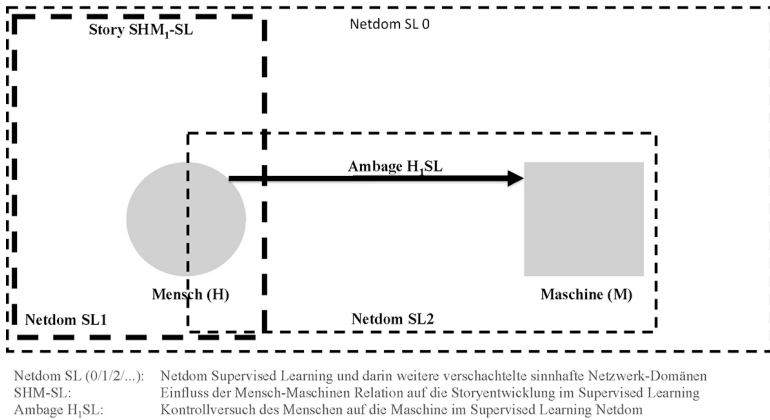 Netdom SL 0
Story SHM₁-SL
Ambage H₁SL
Mensch (H)
Maschine (M)
Netdom SL1
Netdom SL2
Netdom SL (0/1/2/...): Netdom Supervised Learning und darin weitere verschachtelte sinnhafte Netzwerk-Domänen
SHM-SL: Einfluss der Mensch-Maschinen Relation auf die Storyentwicklung im Supervised Learning
Ambage H₁SL: Kontrollversuch des Menschen auf die Maschine im Supervised Learning Netdom